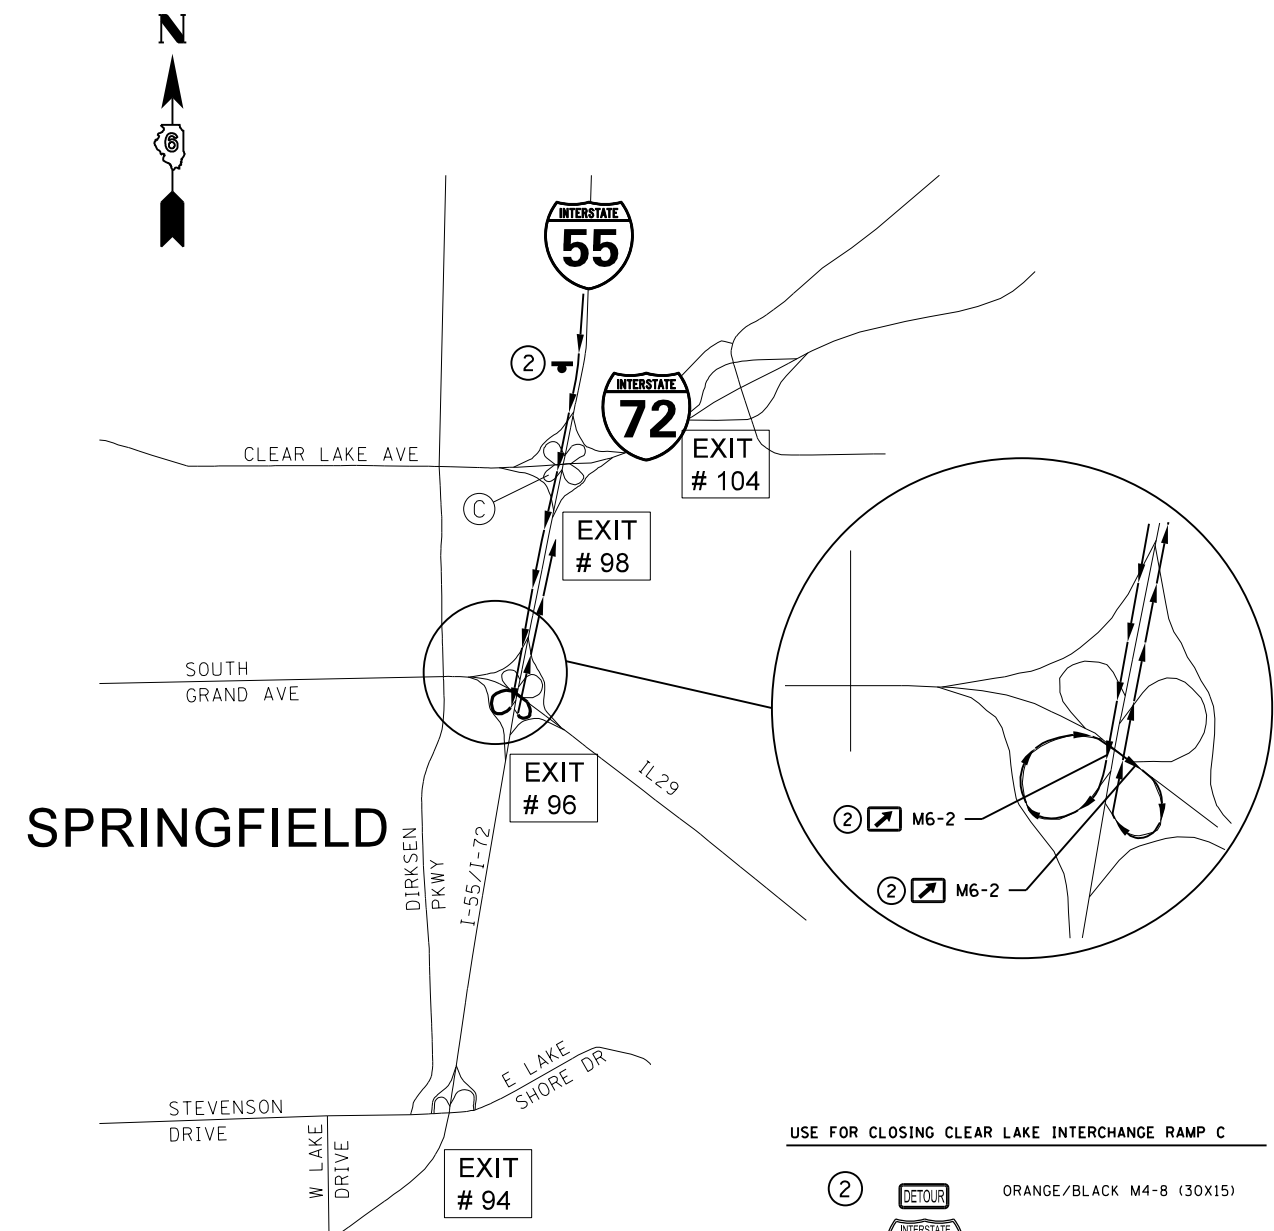 N
6
INTERSTATE
55
2
INTERSTATE
72
EXIT
# 104
CLEAR LAKE AVE
C
EXIT
# 98
SOUTH
GRAND AVE
EXIT
# 96
IL29
SPRINGFIELD
DIRKSEN
PKWY
I-55/I-72
2 M6-2
2 M6-2
E LAKE
SHORE DR
STEVENSON
DRIVE
W LAKE
DRIVE
EXIT
# 94
USE FOR CLOSING CLEAR LAKE INTERCHANGE RAMP C
2 DETOUR ORANGE/BLACK M4-8 (30X15)
INTERSTATE